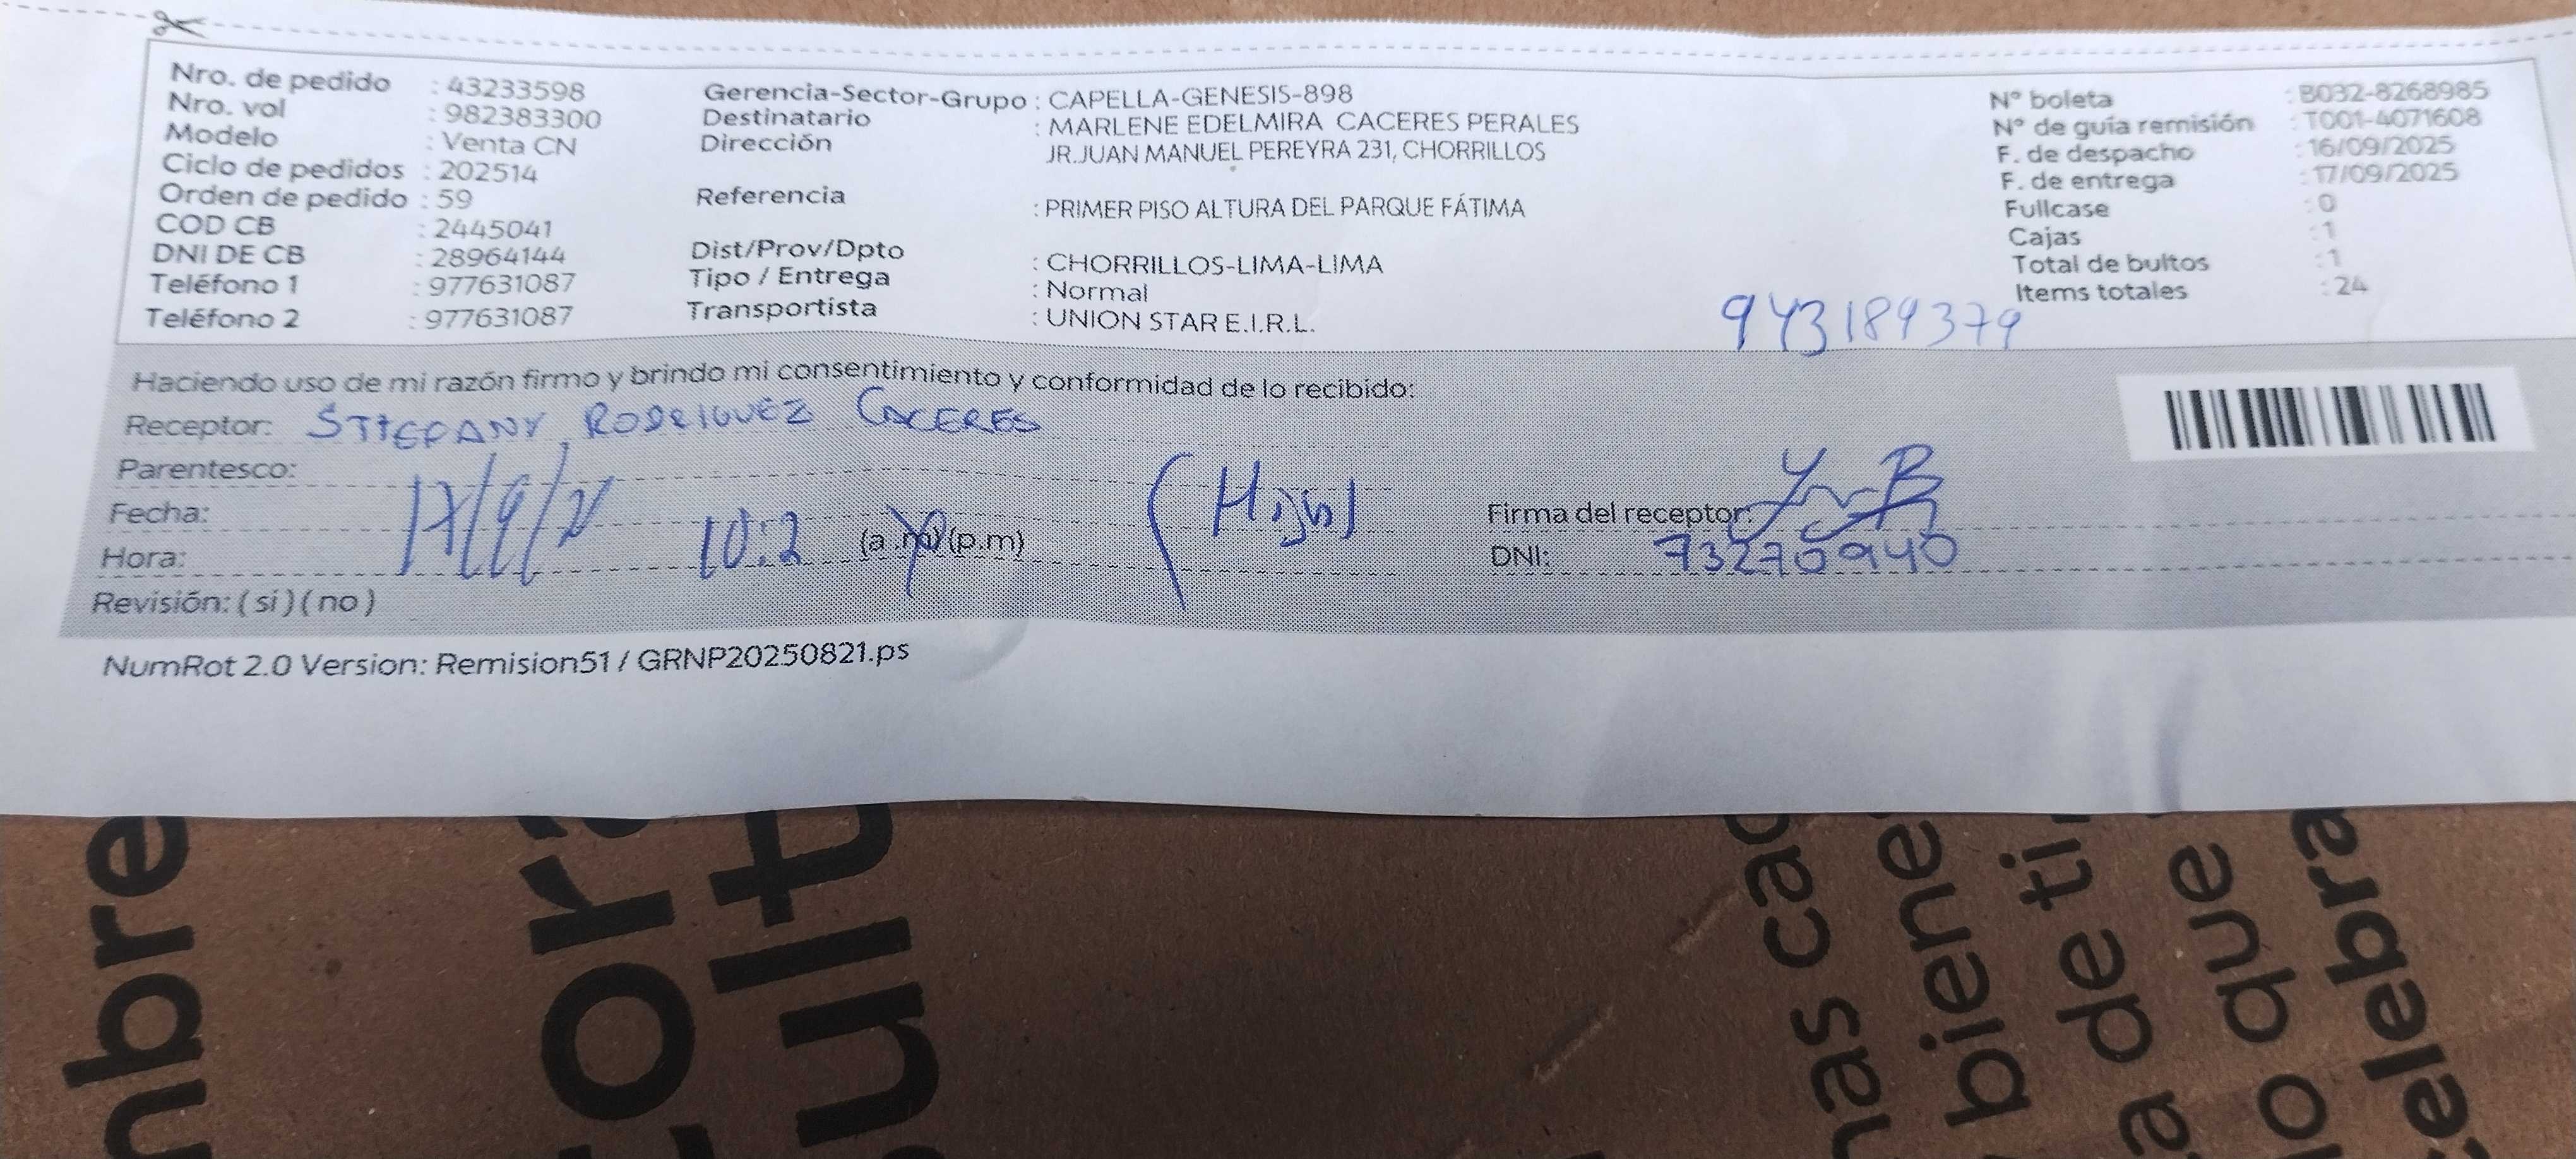 Nro. de pedido : 43233598
Nro. vol : 982383300
Modelo : Venta CN
Ciclo de pedidos : 202514
Orden de pedido : 59
COD CB : 2445041
DNI DE CB : 28964144
Teléfono 1 : 977631087
Teléfono 2 : 977631087
Gerencia-Sector-Grupo : CAPELLA-GENESIS-898
Destinatario : MARLENE EDELMIRA CACERES PERALES
Dirección JR.JUAN MANUEL PEREYRA 231, CHORRILLOS
Referencia : PRIMER PISO ALTURA DEL PARQUE FÁTIMA
Dist/Prov/Dpto : CHORRILLOS-LIMA-LIMA
Tipo / Entrega : Normal
Transportista : UNION STAR E.I.R.L.
N° boleta : B032-8268985
N° de guía remisión : T001-4071608
F. de despacho : 16/09/2025
F. de entrega : 17/09/2025
Fullcase : 0
Cajas : 1
Total de bultos : 1
Items totales : 24
943189379
Haciendo uso de mi razón firmo y brindo mi consentimiento y conformidad de lo recibido:
Receptor: STHEFANY RODRIGUEZ CACERES
Parentesco: (Hija)
Fecha: 17/9/
Hora: 10:2 (a.m) (p.m)
Revisión: ( si ) ( no )
Firma del receptor:
DNI: 73270940
NumRot 2.0 Version: Remision51 / GRNP20250821.ps